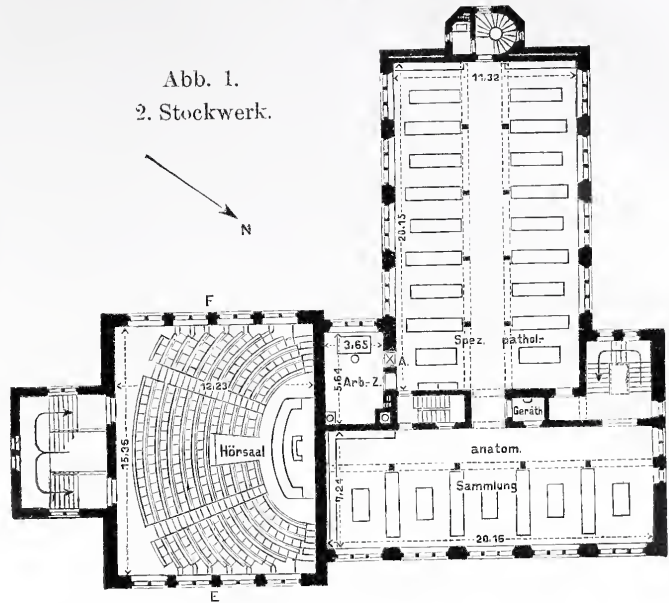 Abb. 1.
2. Stockwerk.
N
11.32
20.15
F
3,65
A.
Spez. pathol.-
5.64
Arb.-Z.
12.23
Geräth
15.36
Hörsaal
anatom.
7.24
Sammlung
20.16
E